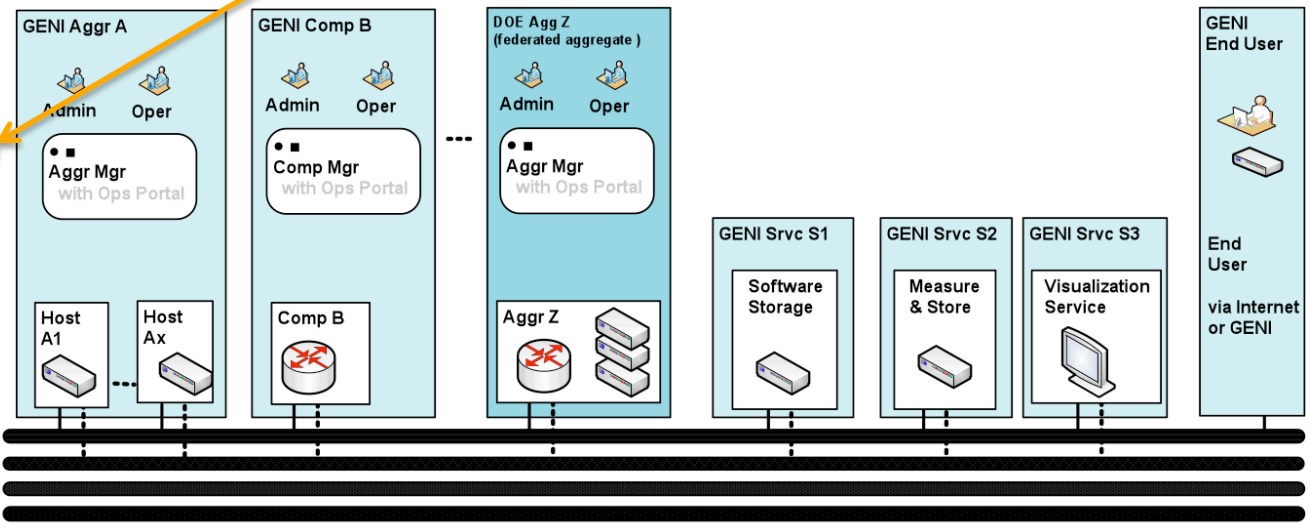 GENI Aggr A
Admin
Oper
Aggr Mgr
with Ops Portal
Host
A1
Host
Ax
GENI Comp B
Admin
Oper
Comp Mgr
with Ops Portal
Comp B
DOE Agg Z
(federated aggregate )
Admin
Oper
Aggr Mgr
with Ops Portal
Aggr Z
GENI Srvc S1
Software
Storage
GENI Srvc S2
Measure
& Store
GENI Srvc S3
Visualization
Service
GENI
End User
End
User
via Internet
or GENI